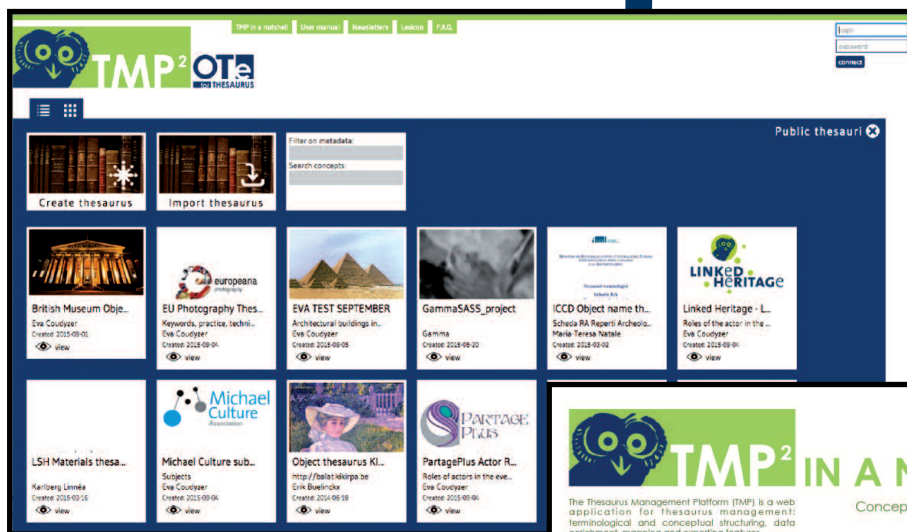 TMP in a nutshell User manual Newsletters Lexicon F.A.Q.
login
password
connect
TMP² OTe
for THESAURUS
Public thesauri
Filter on metadata:
Search concepts:
Create thesaurus
Import thesaurus
europeana
photography
LINKED
HERITAGE
British Museum Obje...
Eva Coudyzer
Created: 2015-09-01
view
EU Photography Thes...
Keywords, practice, techni...
Eva Coudyzer
Created: 2015-09-04
view
EVA TEST SEPTEMBER
Architectural buildings in...
Eva Coudyzer
Created: 2015-09-08
view
GammaSASS_project
Gamma
Created: 2015-05-20
view
ICCD Object name th...
Scheda RA Reperti Archeolo...
Maria-Teresa Natale
Created: 2015-03-02
view
Linked Heritage - L...
Roles of the actor in the ...
Eva Coudyzer
Created: 2015-09-04
view
LSH Materials thesa...
Karlberg Linnéa
Created: 2015-03-16
view
Michael
Culture
Association
Michael Culture sub...
Subjects
Eva Coudyzer
Created: 2015-09-04
view
Object thesaurus KI...
http://balat.kikirpa.be
Erik Buelinckx
Created: 2014-06-18
view
PARTAGE
PLUS
PartagePlus Actor R...
Roles of actors in the eve...
Eva Coudyzer
Created: 2015-09-04
view
TMP² IN A N
The Thesaurus Management Platform (TMP) is a web
application for thesaurus management:
terminological and conceptual structuring, data
enrichment, mapping and exporting features
Concep